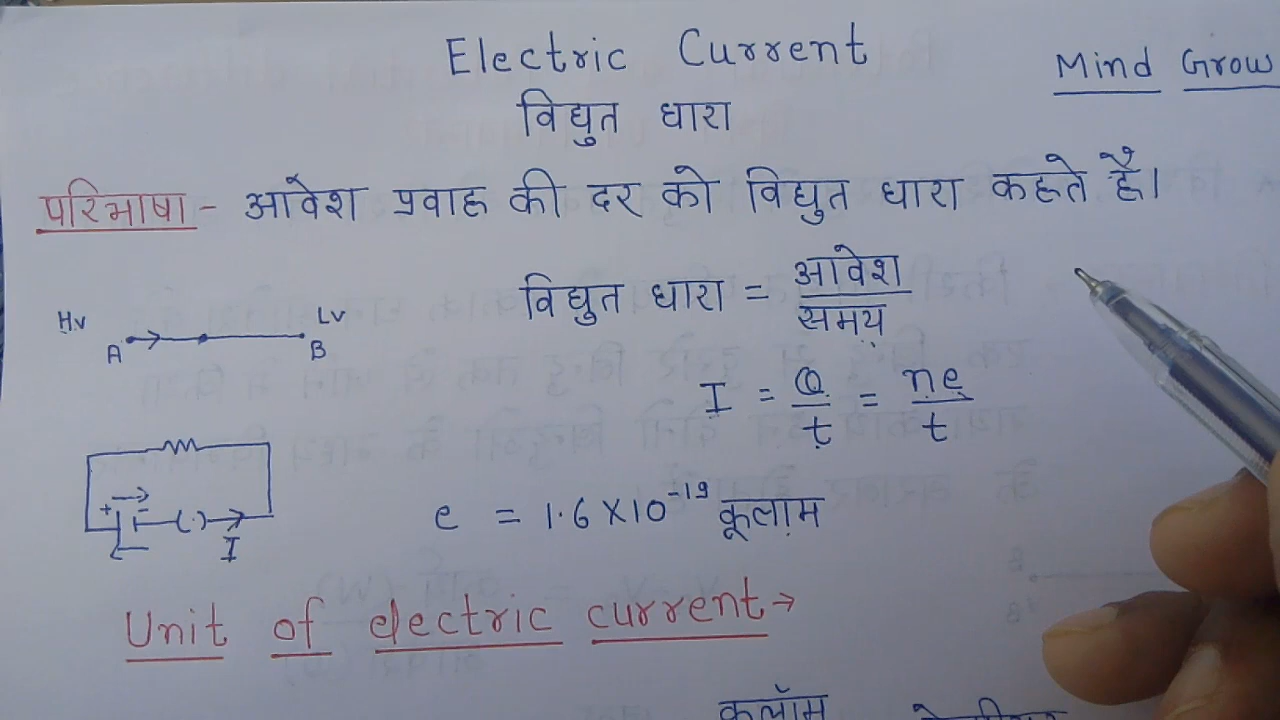 Electric Current
Mind Grow
विद्युत धारा
परिभाषा - आवेश प्रवाह की दर को विद्युत धारा कहते है।
विद्युत धारा = आवेश / समय
Hv A Lv B
I = Q/t = ne/t
+ - (.) I
e = 1.6 X 10⁻¹⁹ कूलाम
Unit of electric current →
कूलॉम